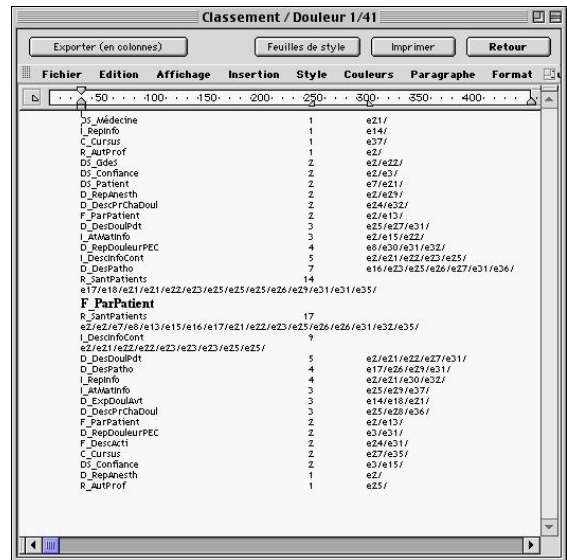 Classement / Douleur 1/41
Exporter (en colonnes) Feuilles de style Imprimer Retour
Fichier Edition Affichage Insertion Style Couleurs Paragraphe Format
50 100 150 200 250 300 350 400
DS_Médecine 1 e21/
I_RepInfo 1 e14/
C_Cursus 1 e37/
R_AutProf 1 e2/
DS_GdeS 2 e2/e22/
DS_Confiance 2 e2/e3/
DS_Patient 2 e7/e21/
D_RepAnesth 2 e2/e29/
D_DescPrChaDoul 2 e24/e32/
F_ParPatient 2 e2/e13/
D_DesDoulPdt 3 e25/e27/e31/
I_AtMatInfo 3 e2/e15/e22/
D_RepDouleurPEC 4 e8/e30/e31/e32/
I_DescInfoCont 5 e2/e21/e22/e23/e25/
D_DesPatho 7 e16/e23/e25/e26/e27/e31/e36/
R_SantPatients 14
e17/e18/e21/e21/e22/e23/e25/e25/e25/e26/e29/e31/e31/e35/
F_ParPatient
R_SantPatients 17
e2/e2/e7/e8/e13/e15/e16/e17/e21/e22/e23/e25/e26/e26/e31/e32/e35/
I_DescInfoCont 9
e2/e21/e22/e22/e23/e23/e23/e25/e25/
D_DesDoulPdt 5 e2/e21/e22/e27/e31/
D_DesPatho 4 e17/e26/e29/e31/
I_RepInfo 4 e2/e21/e30/e32/
I_AtMatInfo 3 e25/e29/e37/
D_ExpDoulAvt 3 e14/e18/e21/
D_DescPrChaDoul 3 e25/e28/e36/
F_ParPatient 2 e2/e13/
D_RepDouleurPEC 2 e3/e31/
F_DescActi 2 e24/e31/
C_Cursus 2 e27/e35/
DS_Confiance 2 e3/e15/
D_RepAnesth 1 e2/
R_AutProf 1 e25/